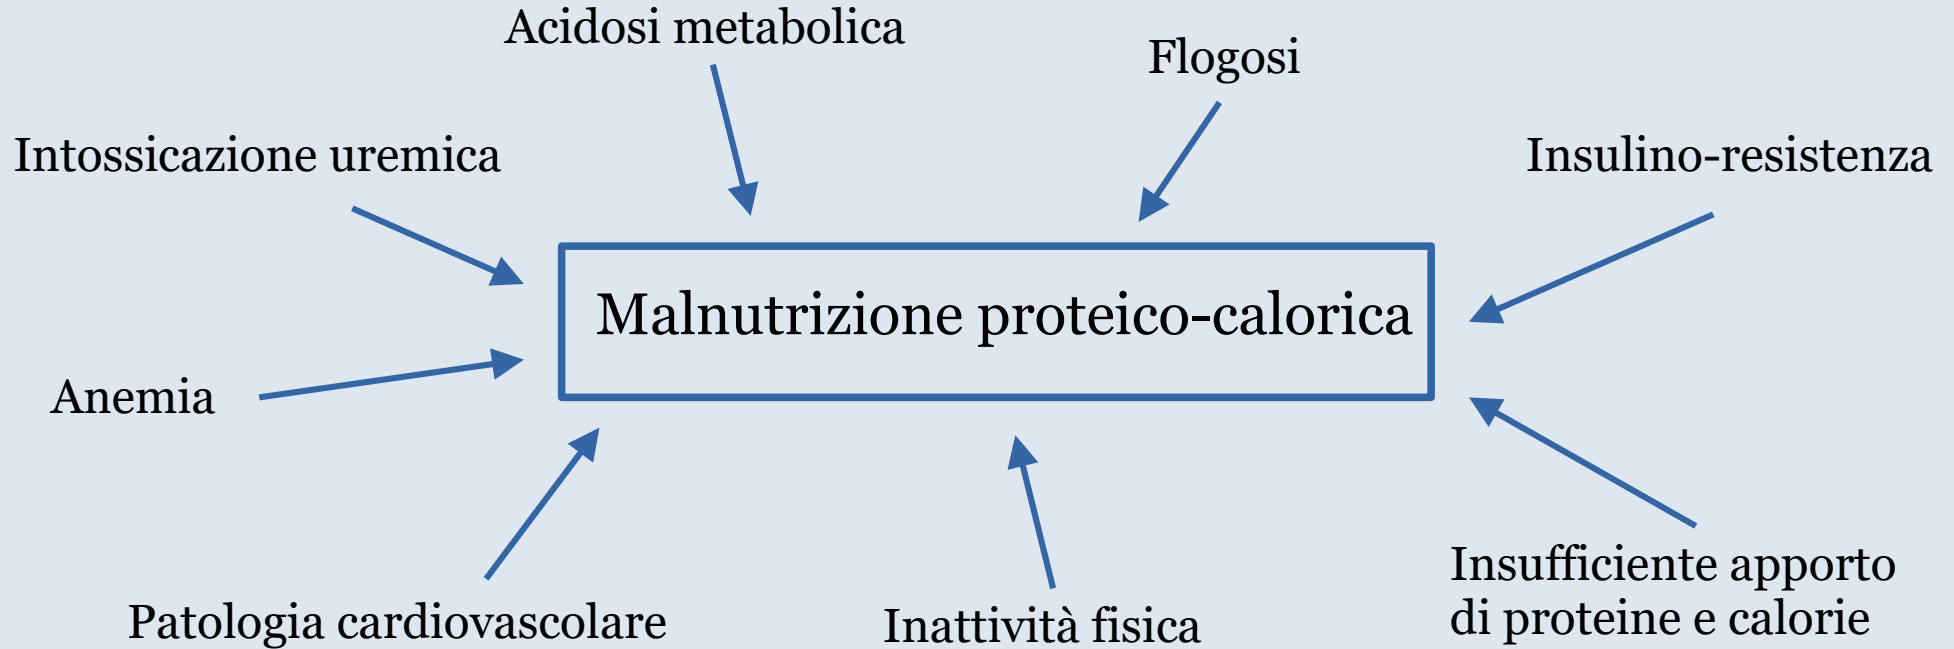 Acidosi metabolica
Flogosi
Intossicazione uremica
Insulino-resistenza
Malnutrizione proteico-calorica
Anemia
Patologia cardiovascolare
Inattività fisica
Insufficiente apporto
di proteine e calorie